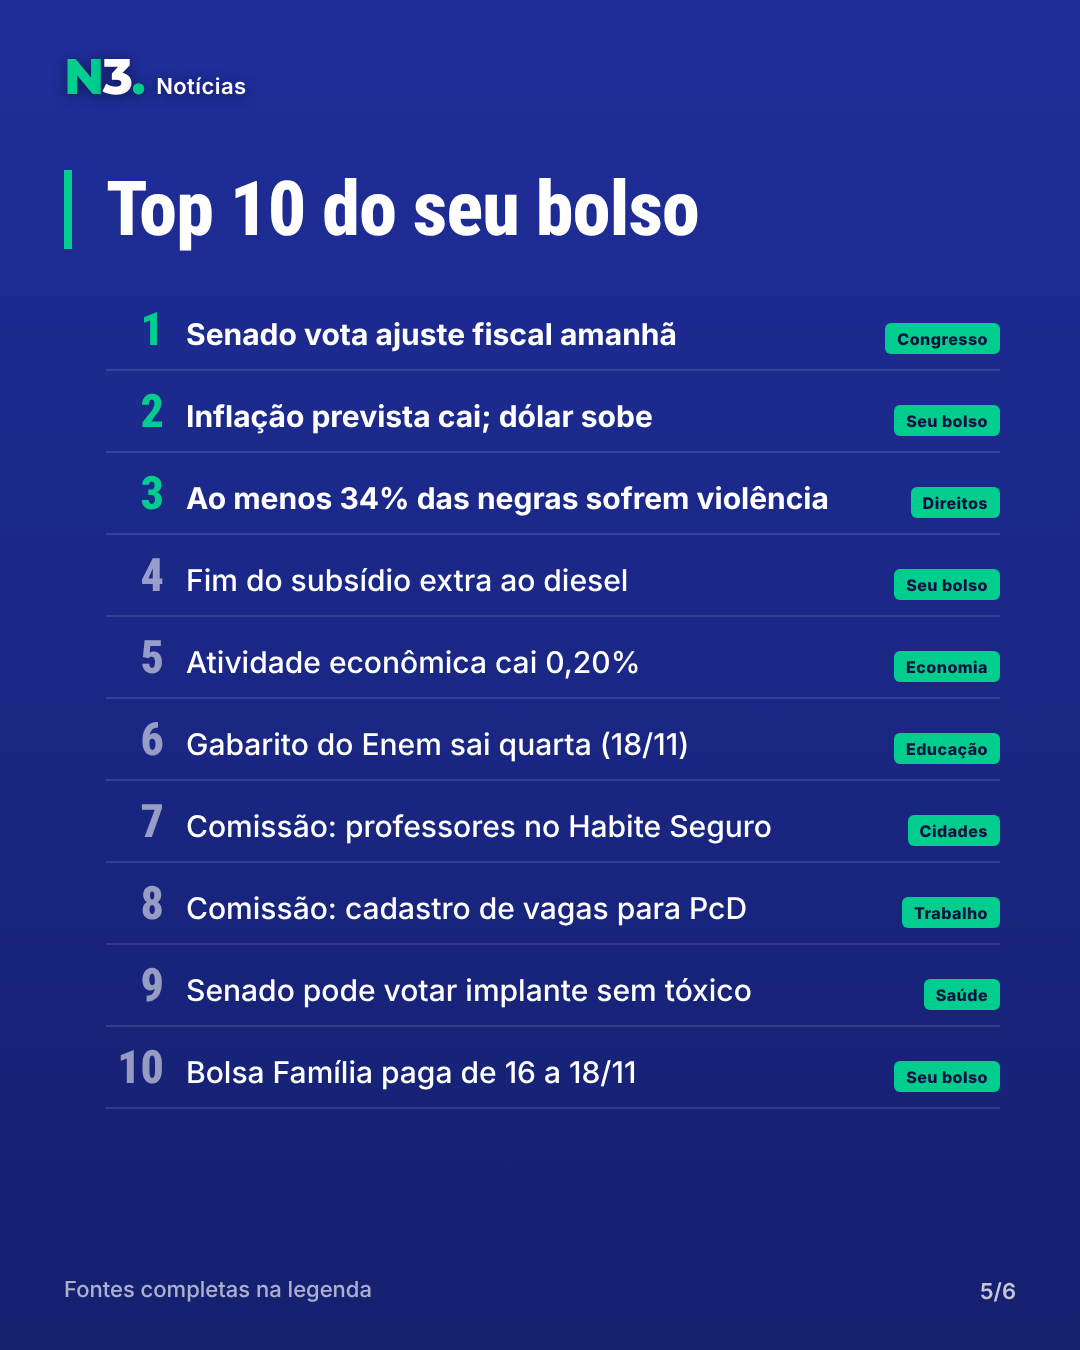 N3. Notícias
Top 10 do seu bolso
1 Senado vota ajuste fiscal amanhã Congresso
2 Inflação prevista cai; dólar sobe Seu bolso
3 Ao menos 34% das negras sofrem violência Direitos
4 Fim do subsídio extra ao diesel Seu bolso
5 Atividade econômica cai 0,20% Economia
6 Gabarito do Enem sai quarta (18/11) Educação
7 Comissão: professores no Habite Seguro Cidades
8 Comissão: cadastro de vagas para PcD Trabalho
9 Senado pode votar implante sem tóxico Saúde
10 Bolsa Família paga de 16 a 18/11 Seu bolso
Fontes completas na legenda 5/6